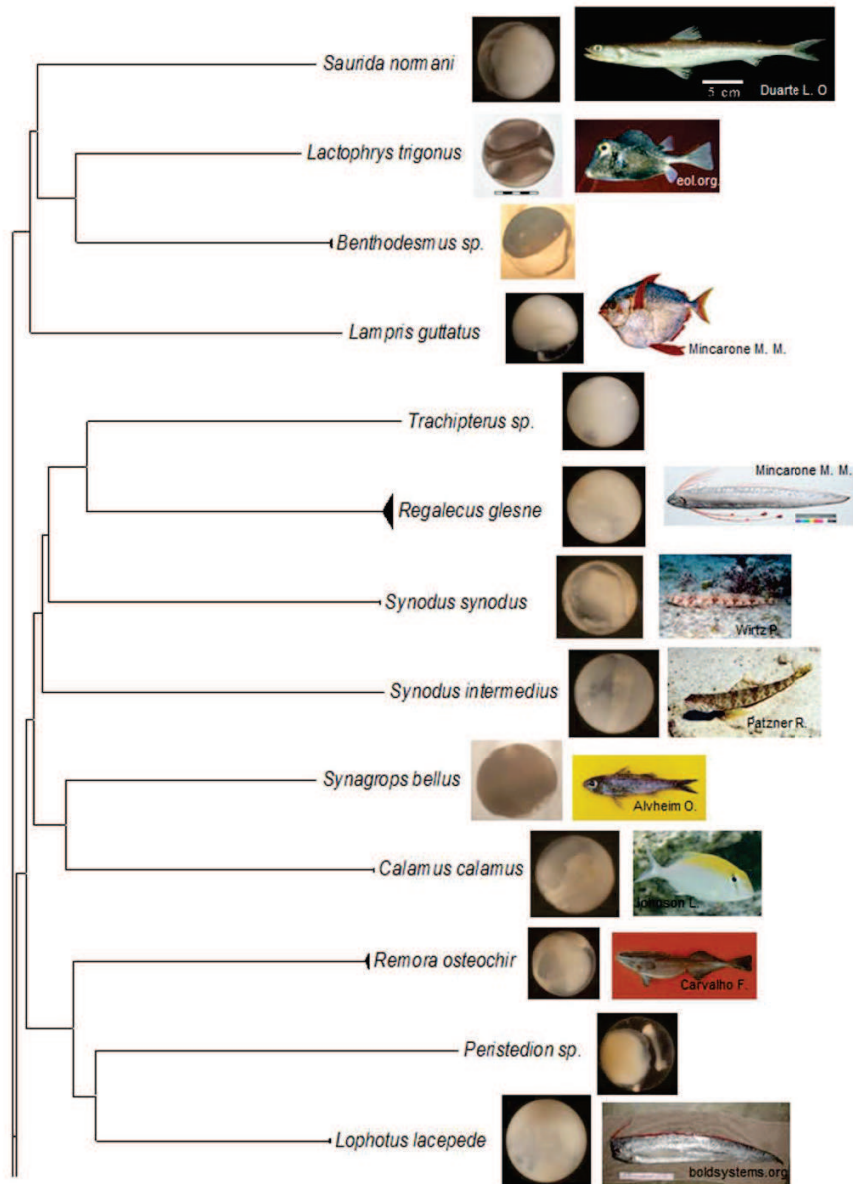 Saurida normani
5 cm
Duarte L. O
Lactophrys trigonus
eol.org.
Benthodesmus sp.
Lampris guttatus
Mincarone M. M.
Trachipterus sp.
Mincarone M. M.
Regalecus glesne
Synodus synodus
Wirtz P.
Synodus intermedius
Patzner R.
Synagrops bellus
Alvheim O.
Calamus calamus
L.
Remora osteochir
Carvalho F.
Peristedion sp.
Lophotus lacepede
boldsystems.org